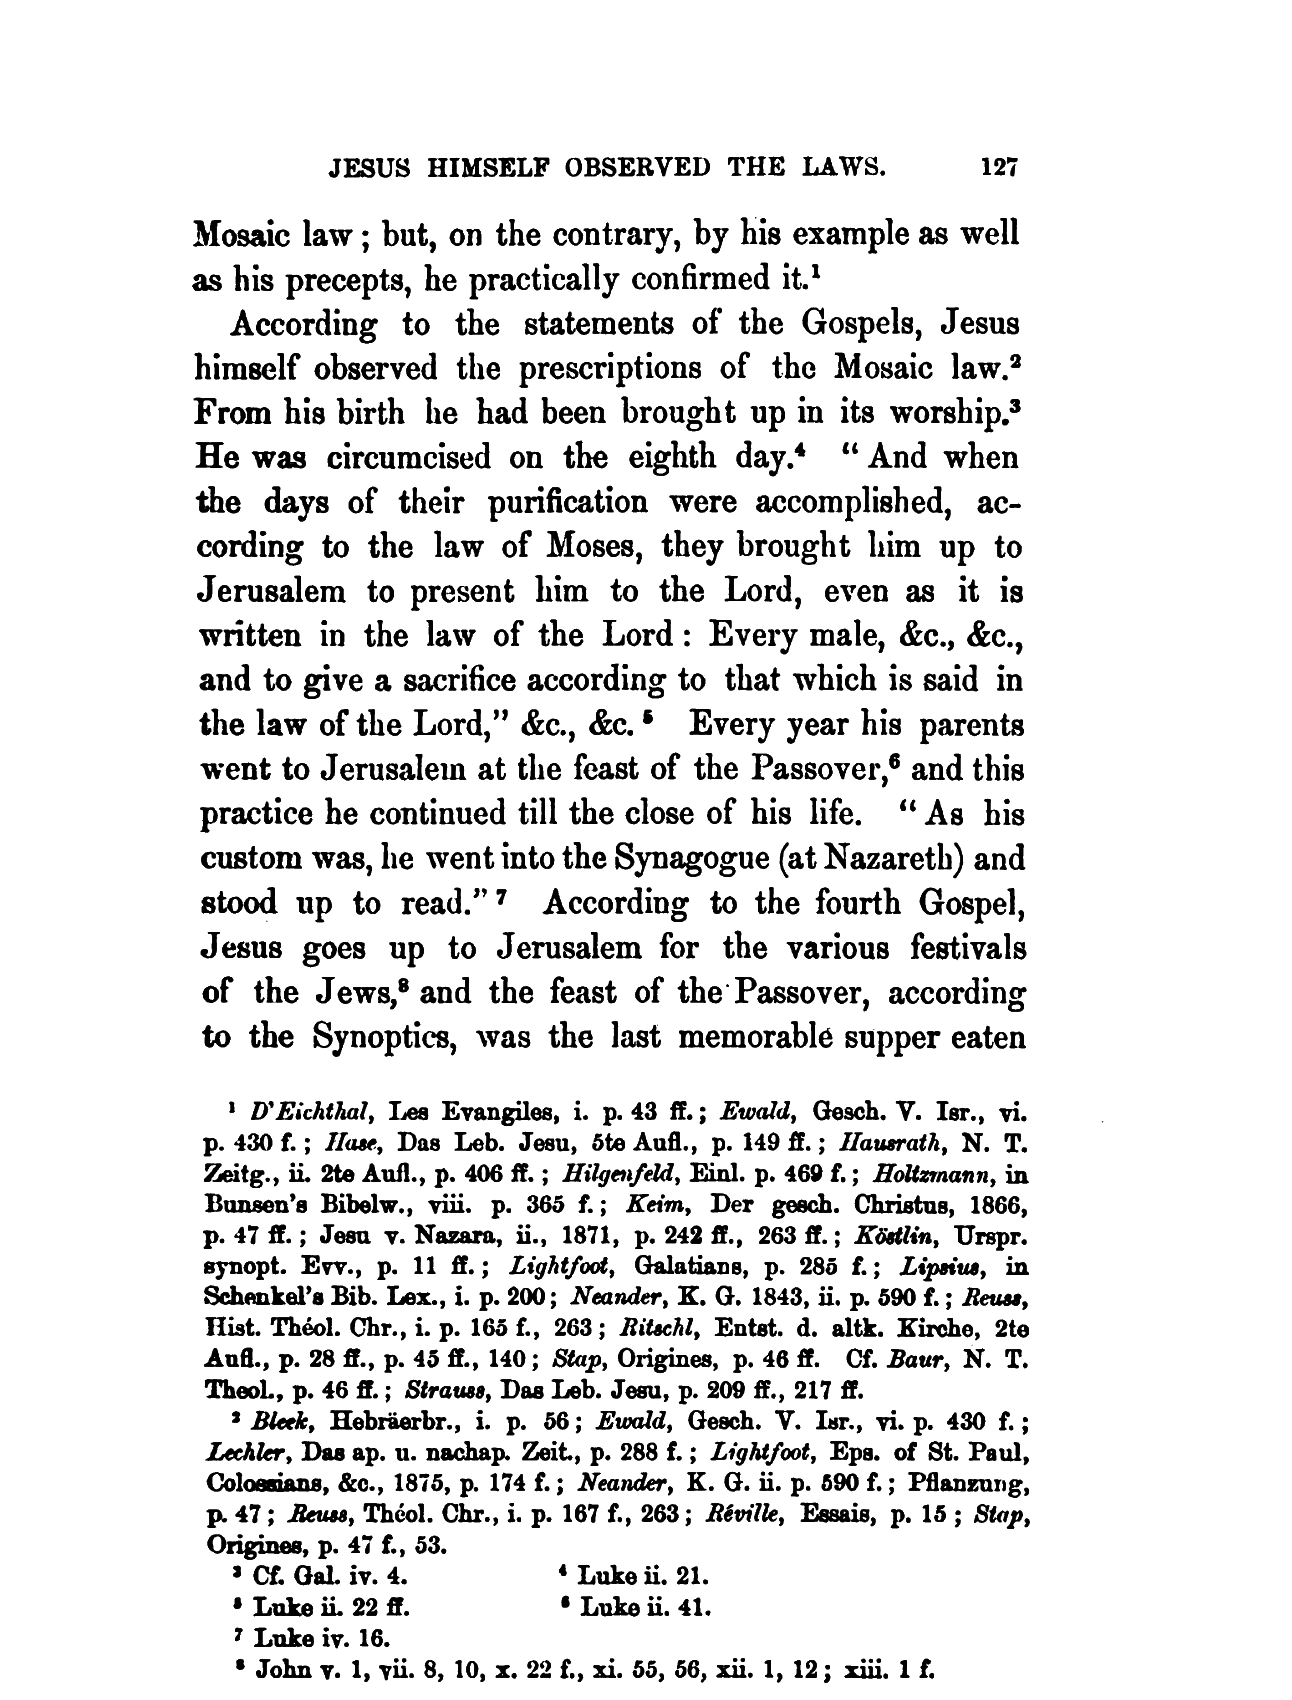 JESUS HIMSELF OBSERVED THE LAWS. 127
Mosaic law ; but, on the contrary, by his example as well
as his precepts, he practically confirmed it.¹
According to the statements of the Gospels, Jesus
himself observed the prescriptions of the Mosaic law.²
From his birth he had been brought up in its worship.³
He was circumcised on the eighth day.⁴ “ And when
the days of their purification were accomplished, ac-
cording to the law of Moses, they brought him up to
Jerusalem to present him to the Lord, even as it is
written in the law of the Lord : Every male, &c., &c.,
and to give a sacrifice according to that which is said in
the law of the Lord,” &c., &c. ⁵ Every year his parents
went to Jerusalem at the feast of the Passover,⁶ and this
practice he continued till the close of his life. “ As his
custom was, he went into the Synagogue (at Nazareth) and
stood up to read.” ⁷ According to the fourth Gospel,
Jesus goes up to Jerusalem for the various festivals
of the Jews,⁸ and the feast of the Passover, according
to the Synoptics, was the last memorable supper eaten
¹ D'Eichthal, Les Evangiles, i. p. 43 ff. ; Ewald, Gesch. V. Isr., vi.
p. 430 f. ; Hase, Das Leb. Jesu, 5te Aufl., p. 149 ff. ; Hausrath, N. T.
Zeitg., ii. 2te Aufl., p. 406 ff. ; Hilgenfeld, Einl. p. 469 f. ; Holtzmann, in
Bunsen's Bibelw., viii. p. 365 f. ; Keim, Der gesch. Christus, 1866,
p. 47 ff. ; Jesu v. Nazara, ii., 1871, p. 242 ff., 263 ff. ; Köstlin, Urspr.
synopt. Evv., p. 11 ff. ; Lightfoot, Galatians, p. 285 f. ; Lipsius, in
Schenkel's Bib. Lex., i. p. 200 ; Neander, K. G. 1843, ii. p. 590 f. ; Reuss,
Hist. Théol. Chr., i. p. 165 f., 263 ; Ritschl, Entst. d. altk. Kirche, 2te
Aufl., p. 28 ff., p. 45 ff., 140 ; Stap, Origines, p. 46 ff. Cf. Baur, N. T.
Theol., p. 46 ff. ; Strauss, Das Leb. Jesu, p. 209 ff., 217 ff.
² Bleek, Hebräerbr., i. p. 56 ; Ewald, Gesch. V. Isr., vi. p. 430 f. ;
Lechler, Das ap. u. nachap. Zeit., p. 288 f. ; Lightfoot, Eps. of St. Paul,
Colossians, &c., 1875, p. 174 f. ; Neander, K. G. ii. p. 590 f. ; Pflanzung,
p. 47 ; Reuss, Théol. Chr., i. p. 167 f., 263 ; Réville, Essais, p. 15 ; Stap,
Origines, p. 47 f., 53.
³ Cf. Gal. iv. 4. ⁴ Luke ii. 21.
⁵ Luke ii. 22 ff. ⁶ Luke ii. 41.
⁷ Luke iv. 16.
⁸ John v. 1, vii. 8, 10, x. 22 f., xi. 55, 56, xii. 1, 12 ; xiii. 1 f.